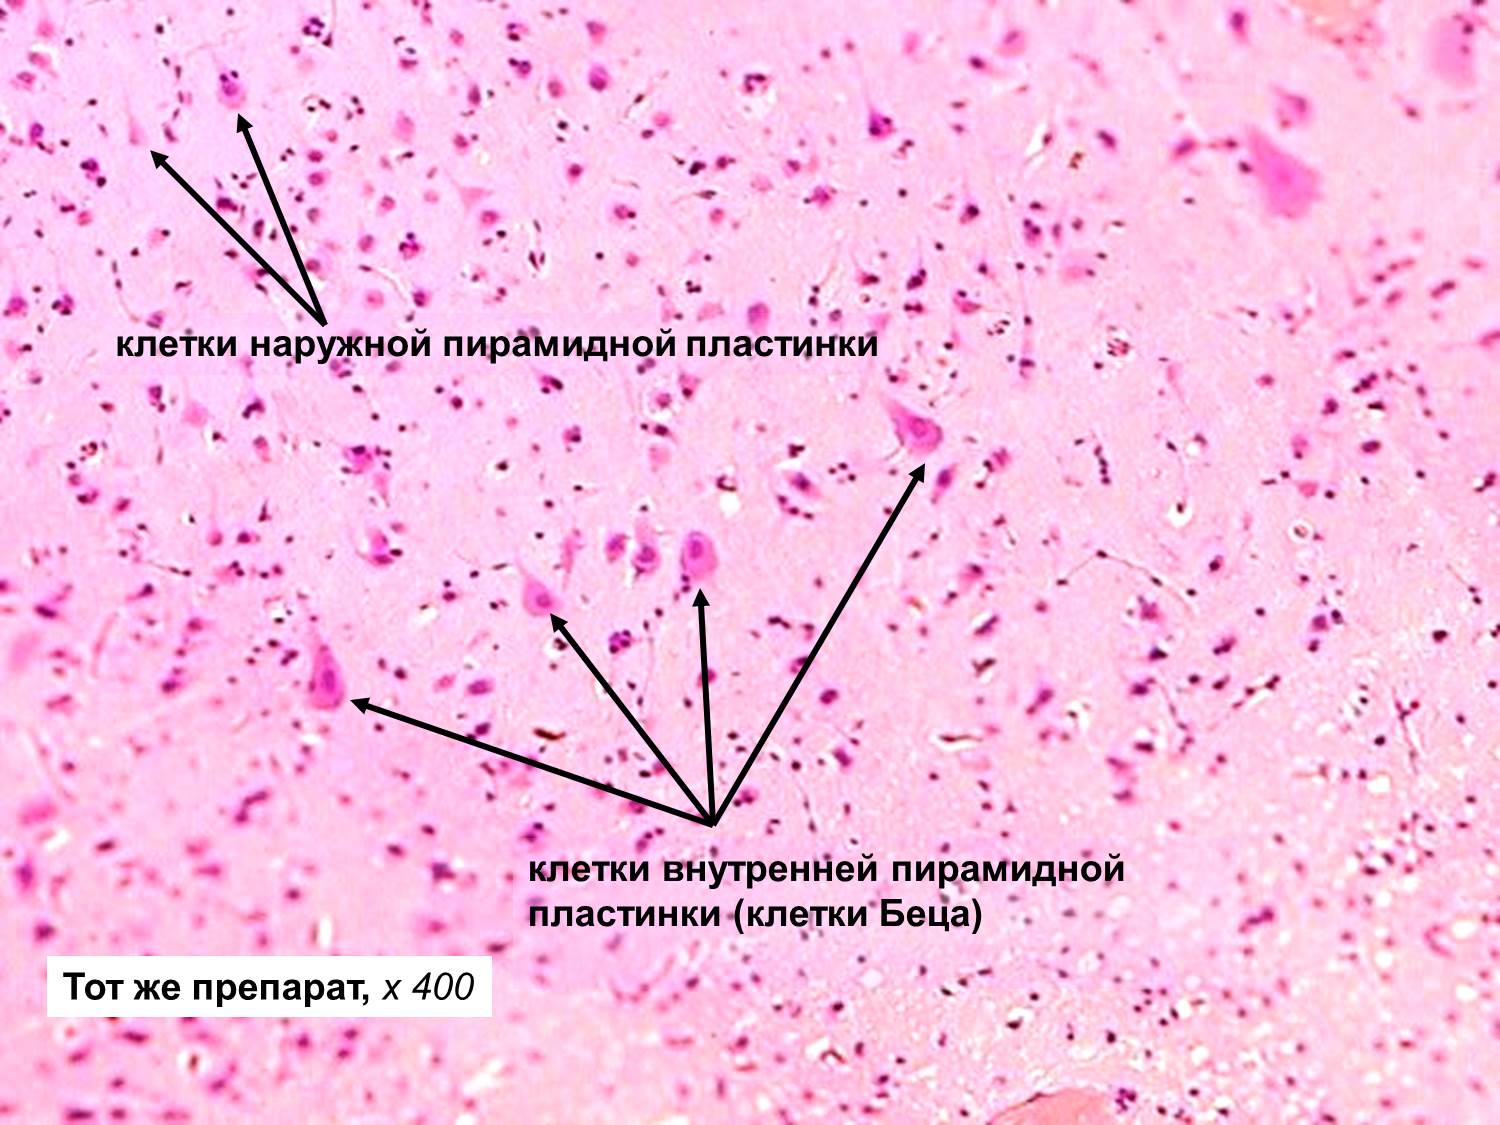 клетки наружной пирамидной пластинки
клетки внутренней пирамидной
пластинки (клетки Беца)
Тот же препарат, х 400